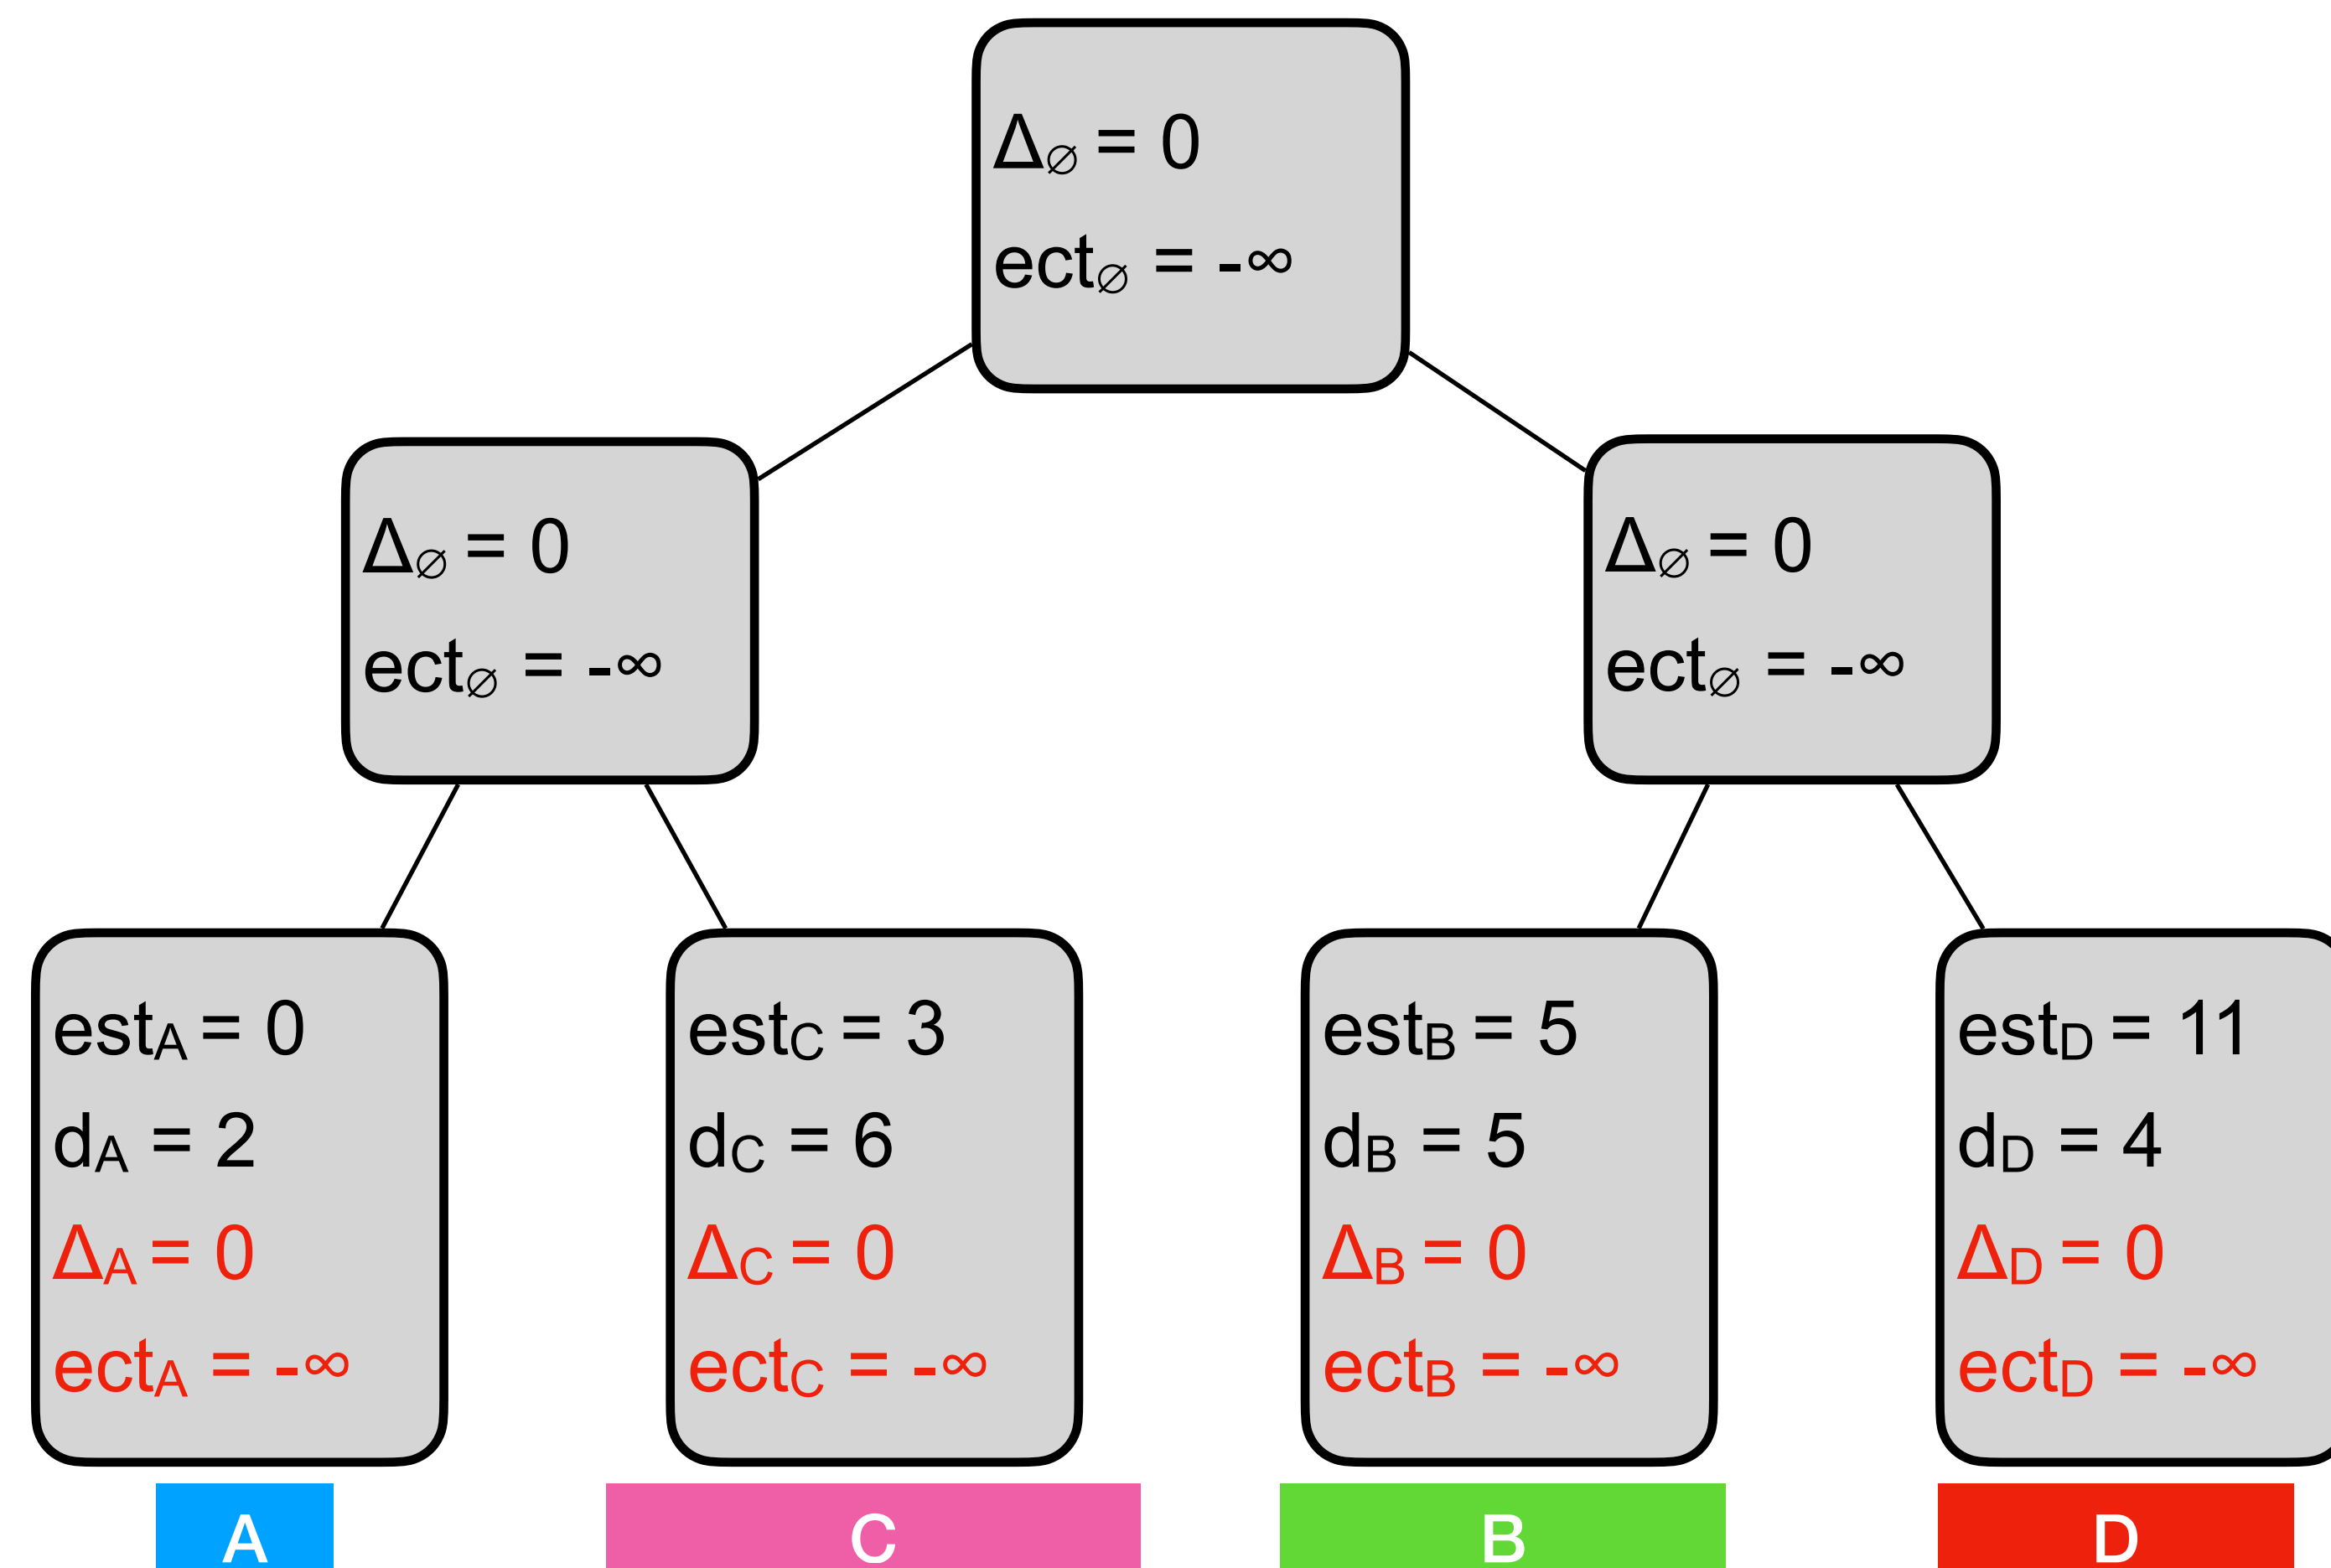 Δ∅ = 0
ect∅ = -∞
Δ∅ = 0
ect∅ = -∞
Δ∅ = 0
ect∅ = -∞
estA = 0
dA = 2
ΔA = 0
ectA = -∞
estC = 3
dC = 6
ΔC = 0
ectC = -∞
estB = 5
dB = 5
ΔB = 0
ectB = -∞
estD = 11
dD = 4
ΔD = 0
ectD = -∞
A
C
B
D